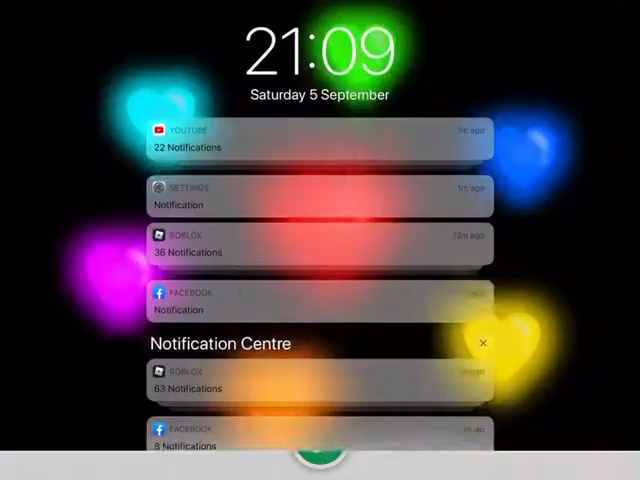 21:09
Saturday 5 September
YOUTUBE
22 Notifications
SETTINGS 1m ago
Notification
ROBLOX 22m ago
36 Notifications
FACEBOOK
Notification
Notification Centre
ROBLOX
63 Notifications
FACEBOOK
8 Notifications